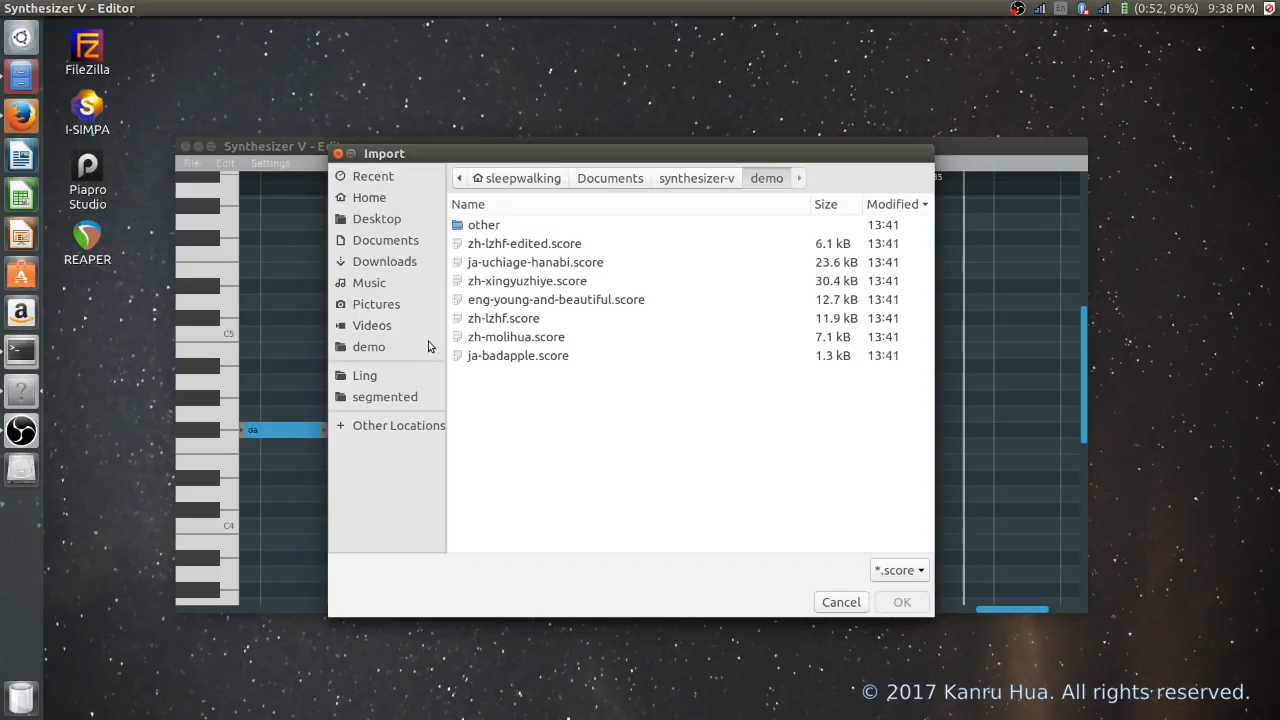 Synthesizer V - Editor
En
(0:52, 96%)
9:38 PM
FileZilla
I-SIMPA
Piapro
Studio
REAPER
Synthesizer V - Edi
File
Edit
Settings
Import
Recent
Home
Desktop
Documents
Downloads
Music
Pictures
Videos
demo
Ling
segmented
Other Locations
sleepwalking
Documents
synthesizer-v
demo
Name
Size
Modified
other 13:41
zh-lzhf-edited.score 6.1 kB 13:41
ja-uchiage-hanabi.score 23.6 kB 13:41
zh-xingyuzhiye.score 30.4 kB 13:41
eng-young-and-beautiful.score 12.7 kB 13:41
zh-lzhf.score 11.9 kB 13:41
zh-molihua.score 7.1 kB 13:41
ja-badapple.score 1.3 kB 13:41
*.score
Cancel
OK
C5
da
C4
© 2017 Kanru Hua. All rights reserved.